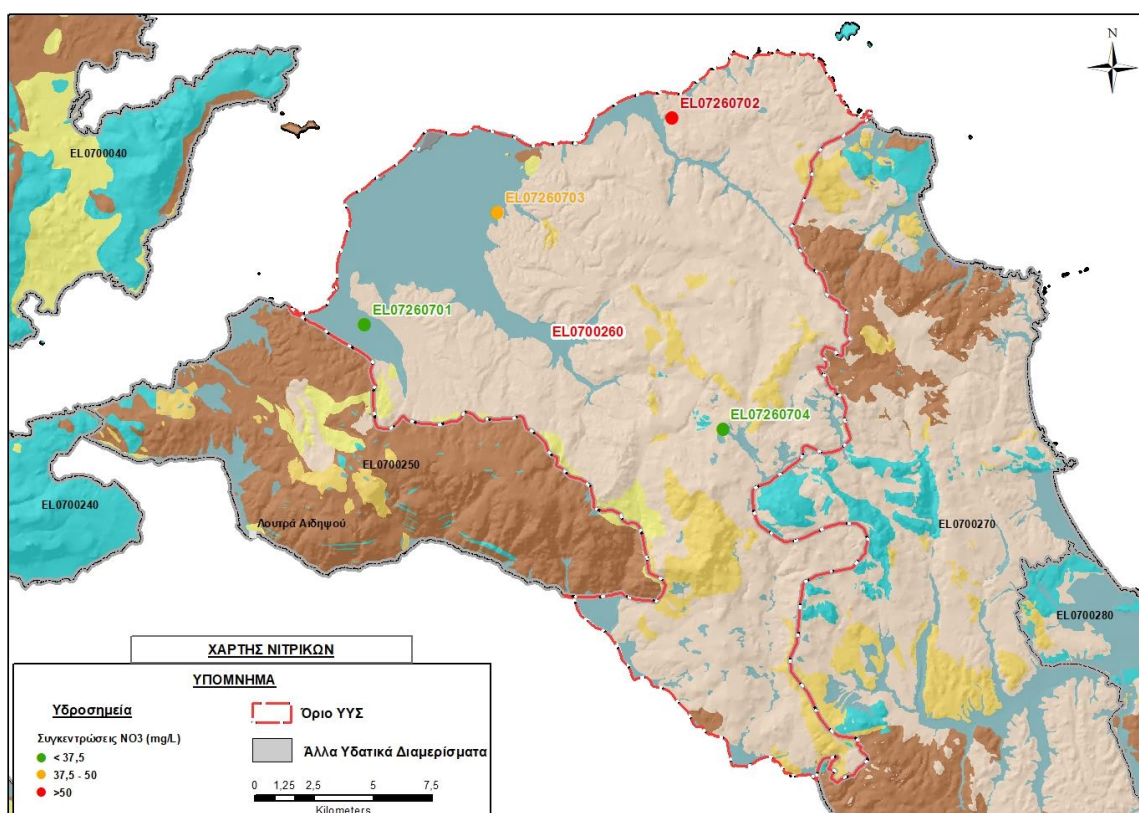 N
EL07260702
EL0700040
EL07260703
EL07260701
EL0700260
EL07260704
EL0700250
EL0700240
Λουτρά Αιδηψού
EL0700270
EL0700280
ΧΑΡΤΗΣ ΝΙΤΡΙΚΩΝ
ΥΠΟΜΝΗΜΑ
Υδροσημεία
Όριο ΥΥΣ
Συγκεντρώσεις NO3 (mg/L)
< 37,5
37,5 - 50
>50
Άλλα Υδατικά Διαμερίσματα
0 1,25 2,5 5 7,5
Kilometers